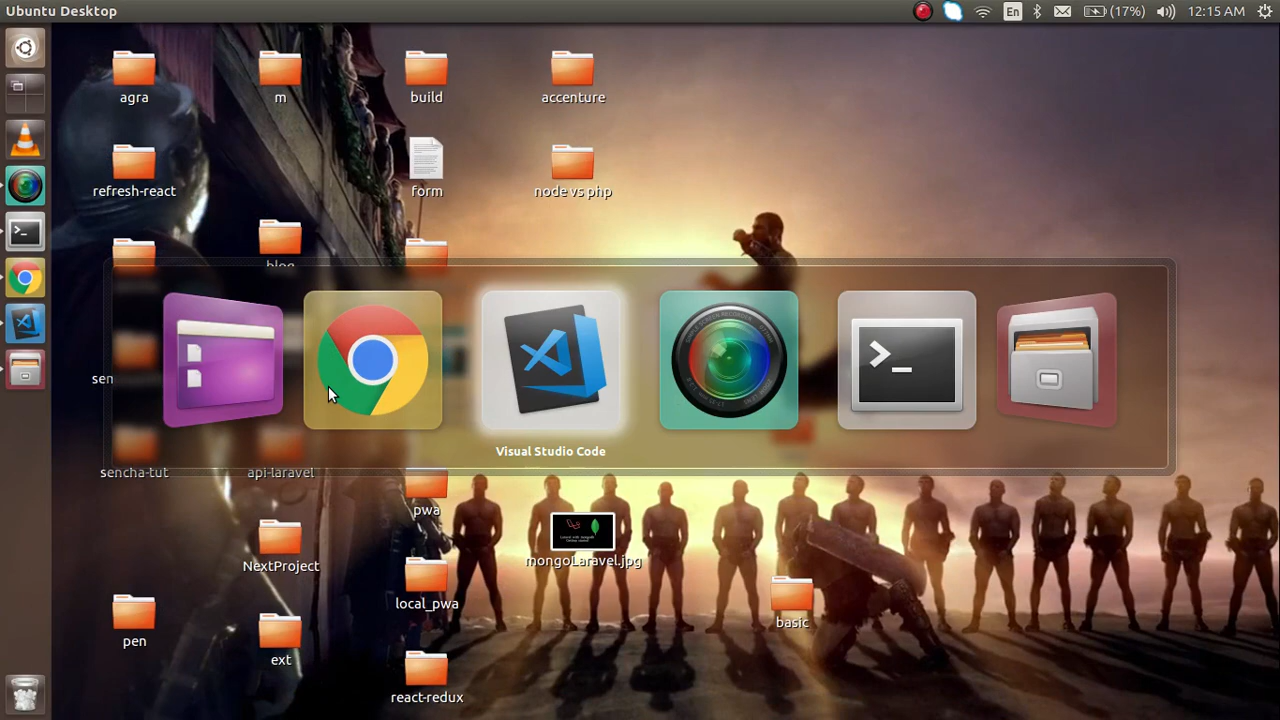 Ubuntu Desktop
En
(17%)
12:15 AM
agra
m
build
accenture
refresh-react
form
node vs php
blog
sen
Visual Studio Code
sencha-tut
api-laravel
pwa
mongoLaravel.jpg
NextProject
local_pwa
basic
pen
ext
react-redux